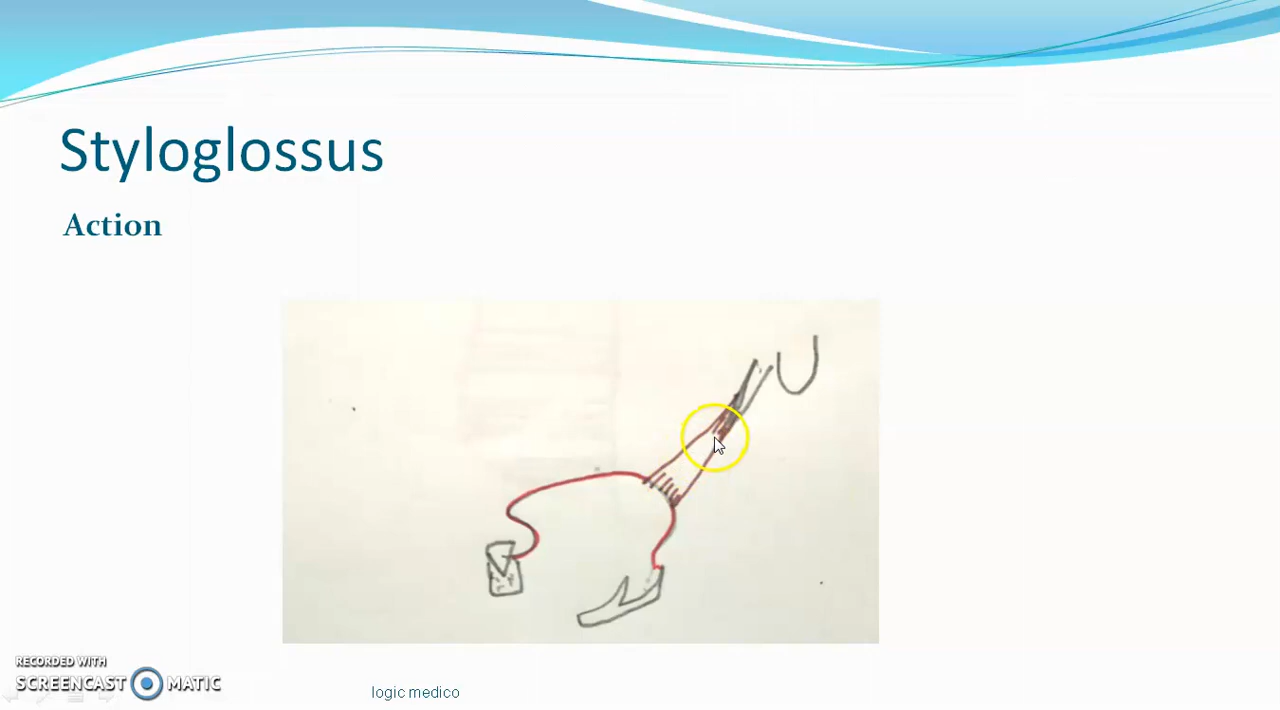 Styloglossus
Action
RECORDED WITH
SCREENCAST MATIC
logic medico